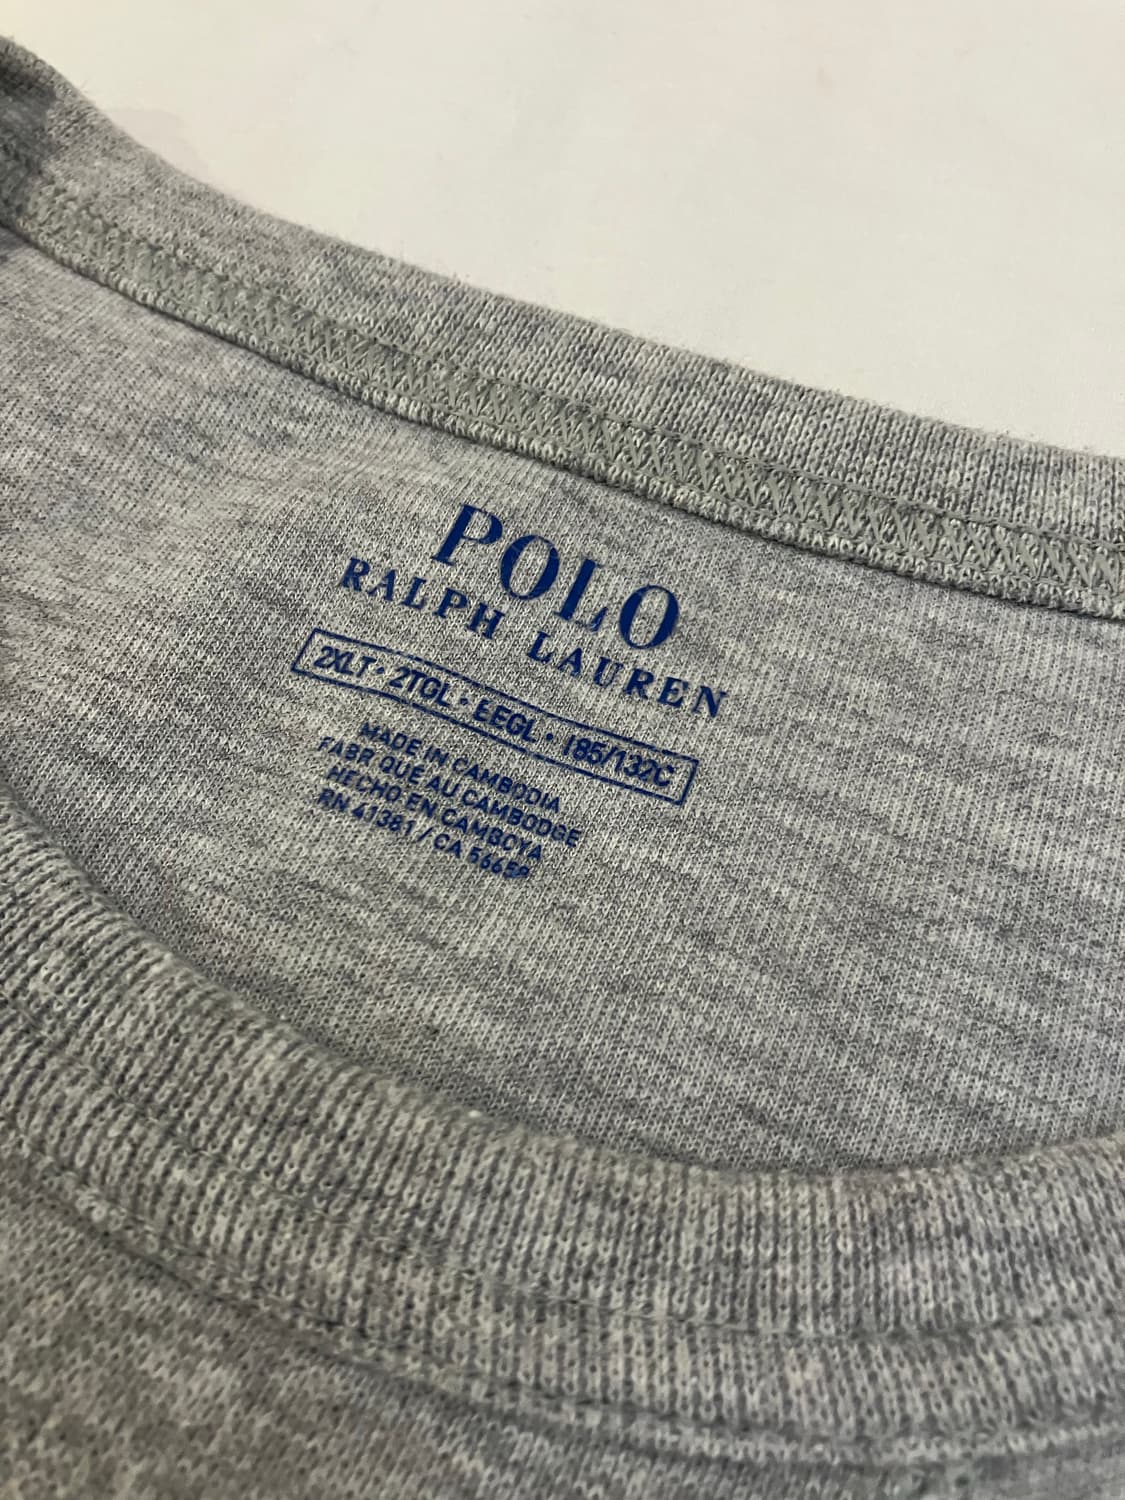 POLO
RALPH LAUREN
2XLT • 2TGL • EEGL • 185/132C
MADE IN CAMBODIA
FABR QUE AU CAMBODGE
HECHO EN CAMBOYA
RN 41381 / CA 56658